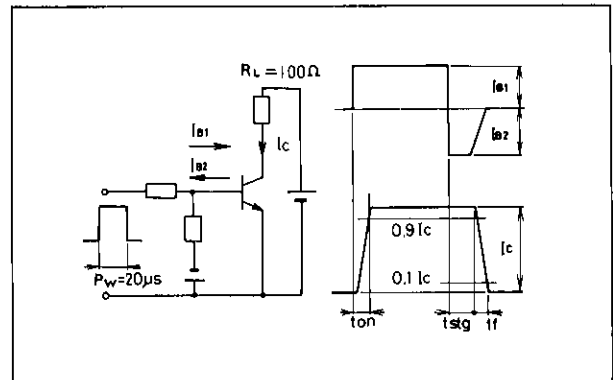 RL=100Ω
IB1
IB2
IC
PW=20μs
IB1
IB2
0.9 IC
IC
0.1 IC
ton
tstg
tf